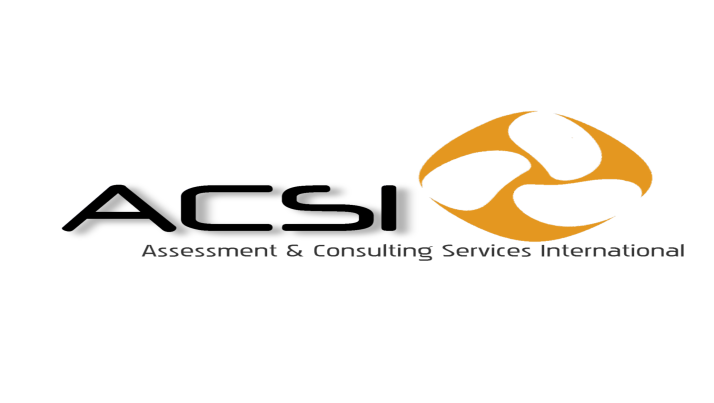 ACSI
Assessment & Consulting Services International